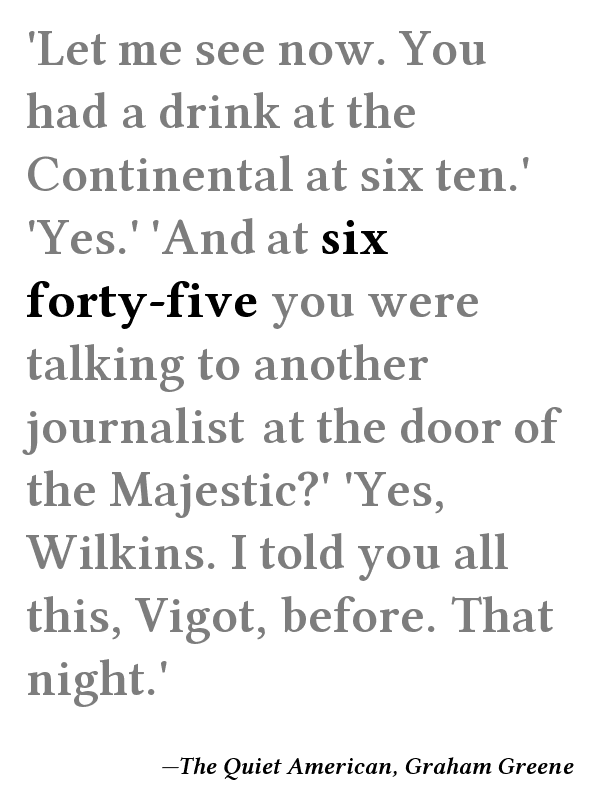 'Let me see now. You
had a drink at the
Continental at six ten.'
'Yes.' 'And at six
forty-five you were
talking to another
journalist at the door of
the Majestic?' 'Yes,
Wilkins. I told you all
this, Vigot, before. That
night.'
—The Quiet American, Graham Greene